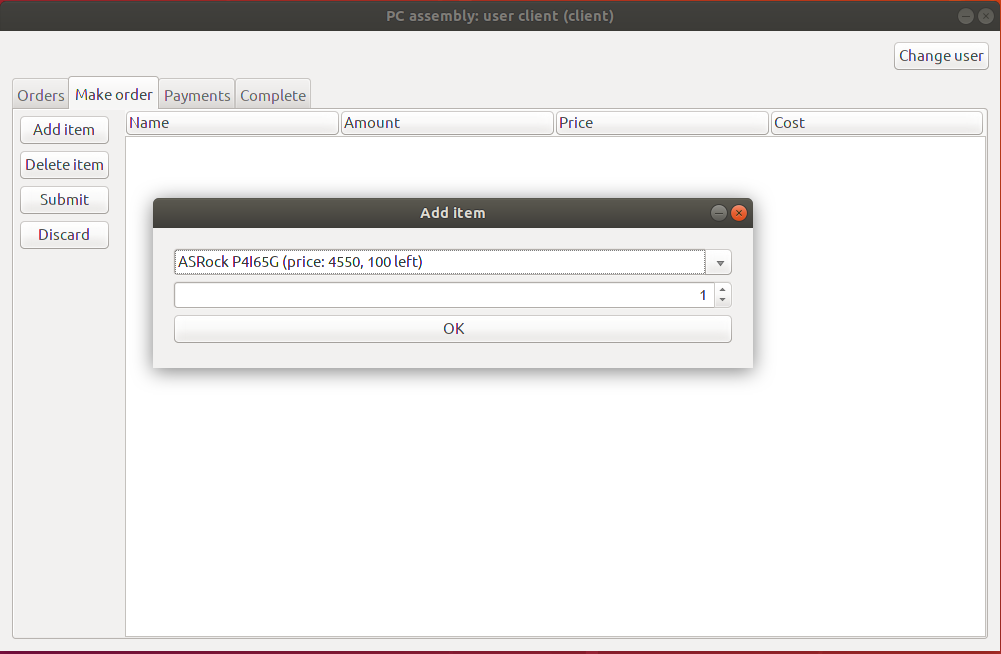 PC assembly: user client (client)
Change user
Orders Make order Payments Complete
Add item
Delete item
Submit
Discard
Name Amount Price Cost
Add item
ASRock P4I65G (price: 4550, 100 left)
1
OK